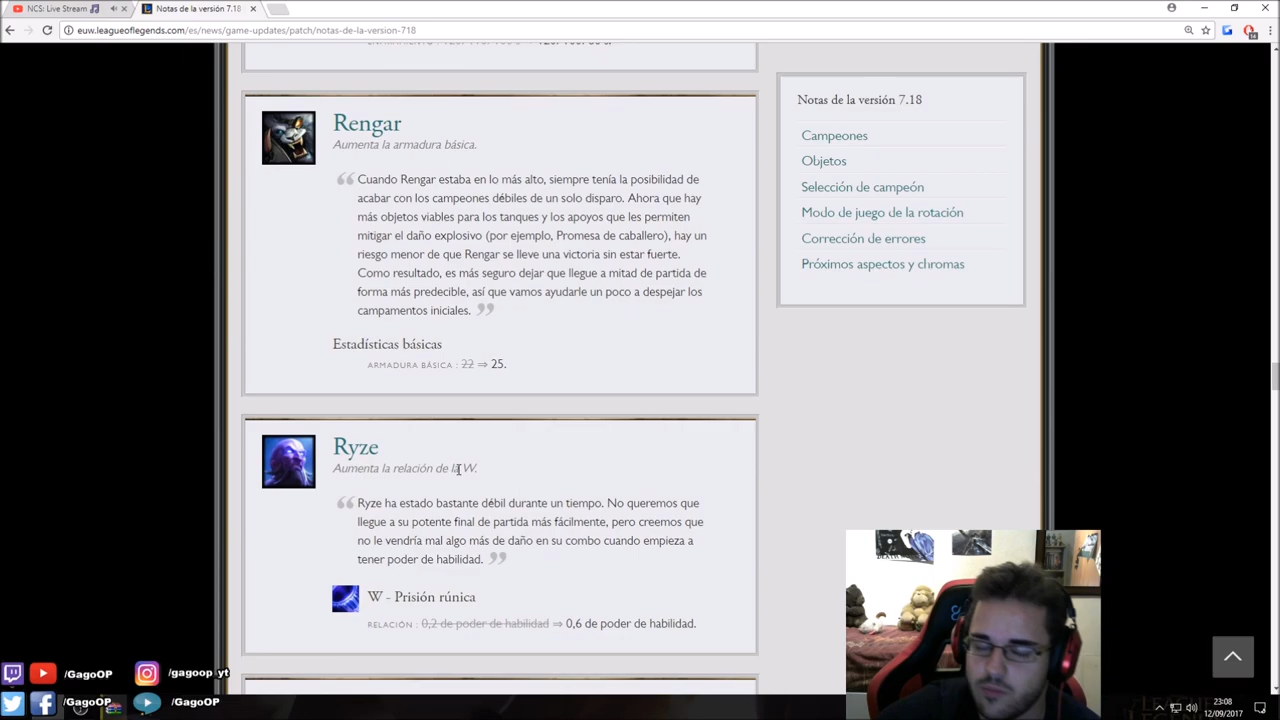 NCS: Live Stream
Notas de la versión 7.18
euw.leagueoflegends.com/es/news/game-updates/patch/notas-de-la-version-718
Rengar
Aumenta la armadura básica.
Cuando Rengar estaba en lo más alto, siempre tenía la posibilidad de
acabar con los campeones débiles de un solo disparo. Ahora que hay
más objetos viables para los tanques y los apoyos que les permiten
mitigar el daño explosivo (por ejemplo, Promesa de caballero), hay un
riesgo menor de que Rengar se lleve una victoria sin estar fuerte.
Como resultado, es más seguro dejar que llegue a mitad de partida de
forma más predecible, así que vamos ayudarle un poco a despejar los
campamentos iniciales.
Estadísticas básicas
ARMADURA BÁSICA : 22 ⇒ 25.
Ryze
Aumenta la relación de la W.
Ryze ha estado bastante débil durante un tiempo. No queremos que
llegue a su potente final de partida más fácilmente, pero creemos que
no le vendría mal algo más de daño en su combo cuando empieza a
tener poder de habilidad.
W - Prisión rúnica
RELACIÓN : 0,2 de poder de habilidad ⇒ 0,6 de poder de habilidad.
Notas de la versión 7.18
Campeones
Objetos
Selección de campeón
Modo de juego de la rotación
Corrección de errores
Próximos aspectos y chromas
/GagoOP
/gagoop_yt
/GagoOP
/GagoOP
23:08
12/09/2017